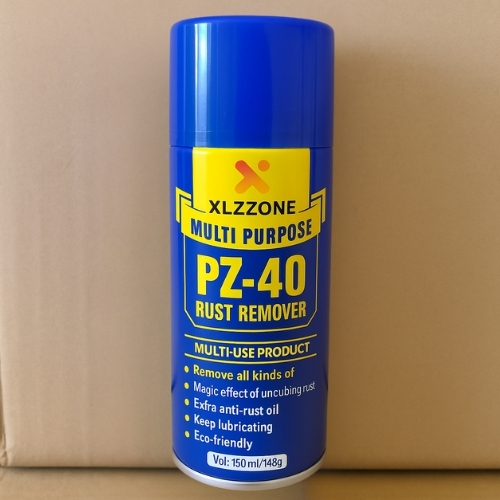 XLZZONE
MULTI PURPOSE
PZ-40
RUST REMOVER
MULTI-USE PRODUCT
Remove all kinds of
Magic effect of uncubing rust
Exfra anti-rust oil
Keep lubricating
Eco-friendly
Vol: 150 ml/148g